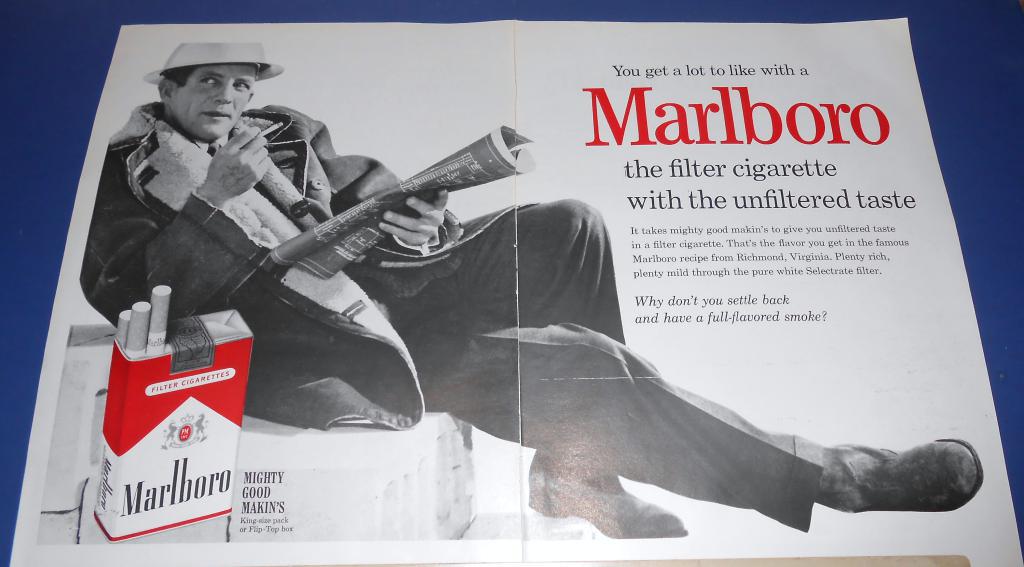 You get a lot to like with a
Marlboro
the filter cigarette
with the unfiltered taste
It takes mighty good makin's to give you unfiltered taste
in a filter cigarette. That's the flavor you get in the famous
Marlboro recipe from Richmond, Virginia. Plenty rich,
plenty mild through the pure white Selectrate filter.
Why don't you settle back
and have a full-flavored smoke?
FILTER CIGARETTES
Marlboro
Marlboro
MIGHTY
GOOD
MAKIN'S
King-size pack
or Flip-Top box